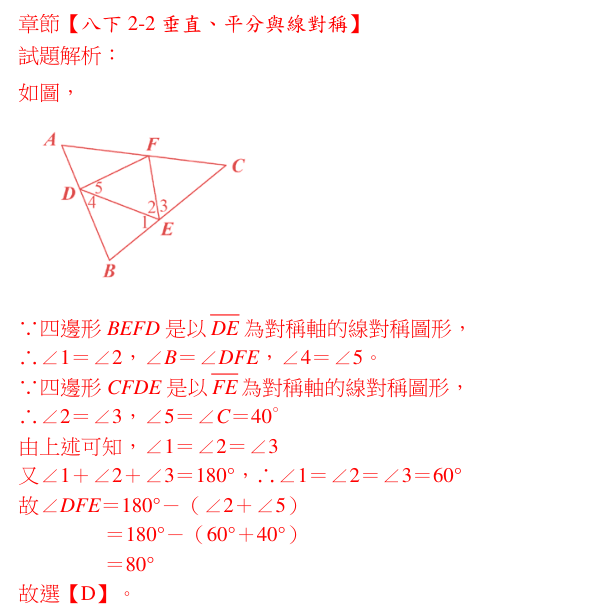 章節【八下 2-2 垂直、平分與線對稱】
試題解析：
如圖，
A
F
C
D
5
4
2
3
1
E
B
∵四邊形 BEFD 是以 D̅E̅ 為對稱軸的線對稱圖形，
∴∠1＝∠2，∠B＝∠DFE，∠4＝∠5。
∵四邊形 CFDE 是以 F̅E̅ 為對稱軸的線對稱圖形，
∴∠2＝∠3，∠5＝∠C＝40°
由上述可知，∠1＝∠2＝∠3
又∠1＋∠2＋∠3＝180°，∴∠1＝∠2＝∠3＝60°
故∠DFE＝180°－（∠2＋∠5）
＝180°－（60°＋40°）
＝80°
故選【D】。